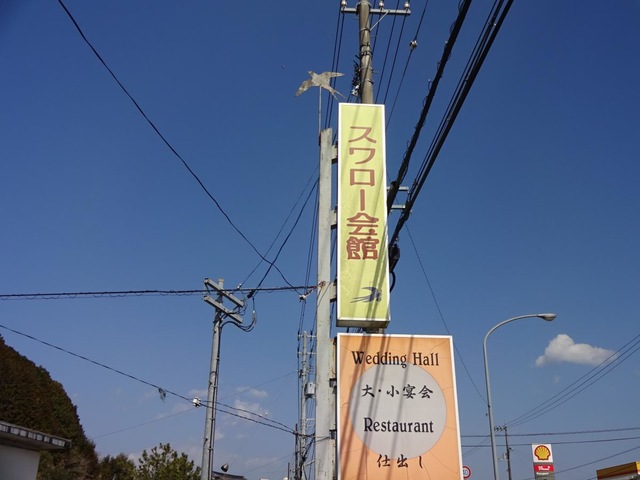 スワロー会館
Wedding Hall
大・小宴会
Restaurant
仕出し